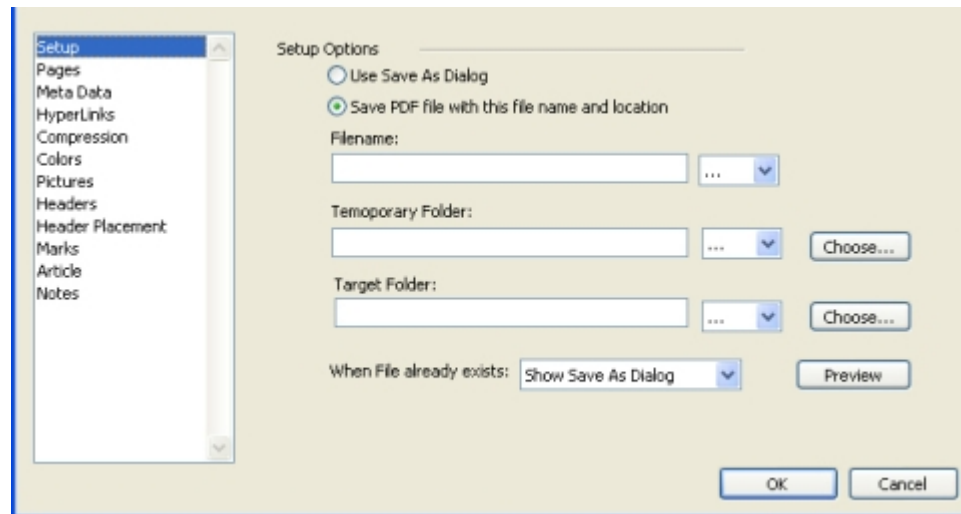 Setup
Pages
Meta Data
HyperLinks
Compression
Colors
Pictures
Headers
Header Placement
Marks
Article
Notes
Setup Options
Use Save As Dialog
Save PDF file with this file name and location
Filename:
...
Temoporary Folder:
... Choose...
Target Folder:
... Choose...
When File already exists: Show Save As Dialog Preview
OK Cancel